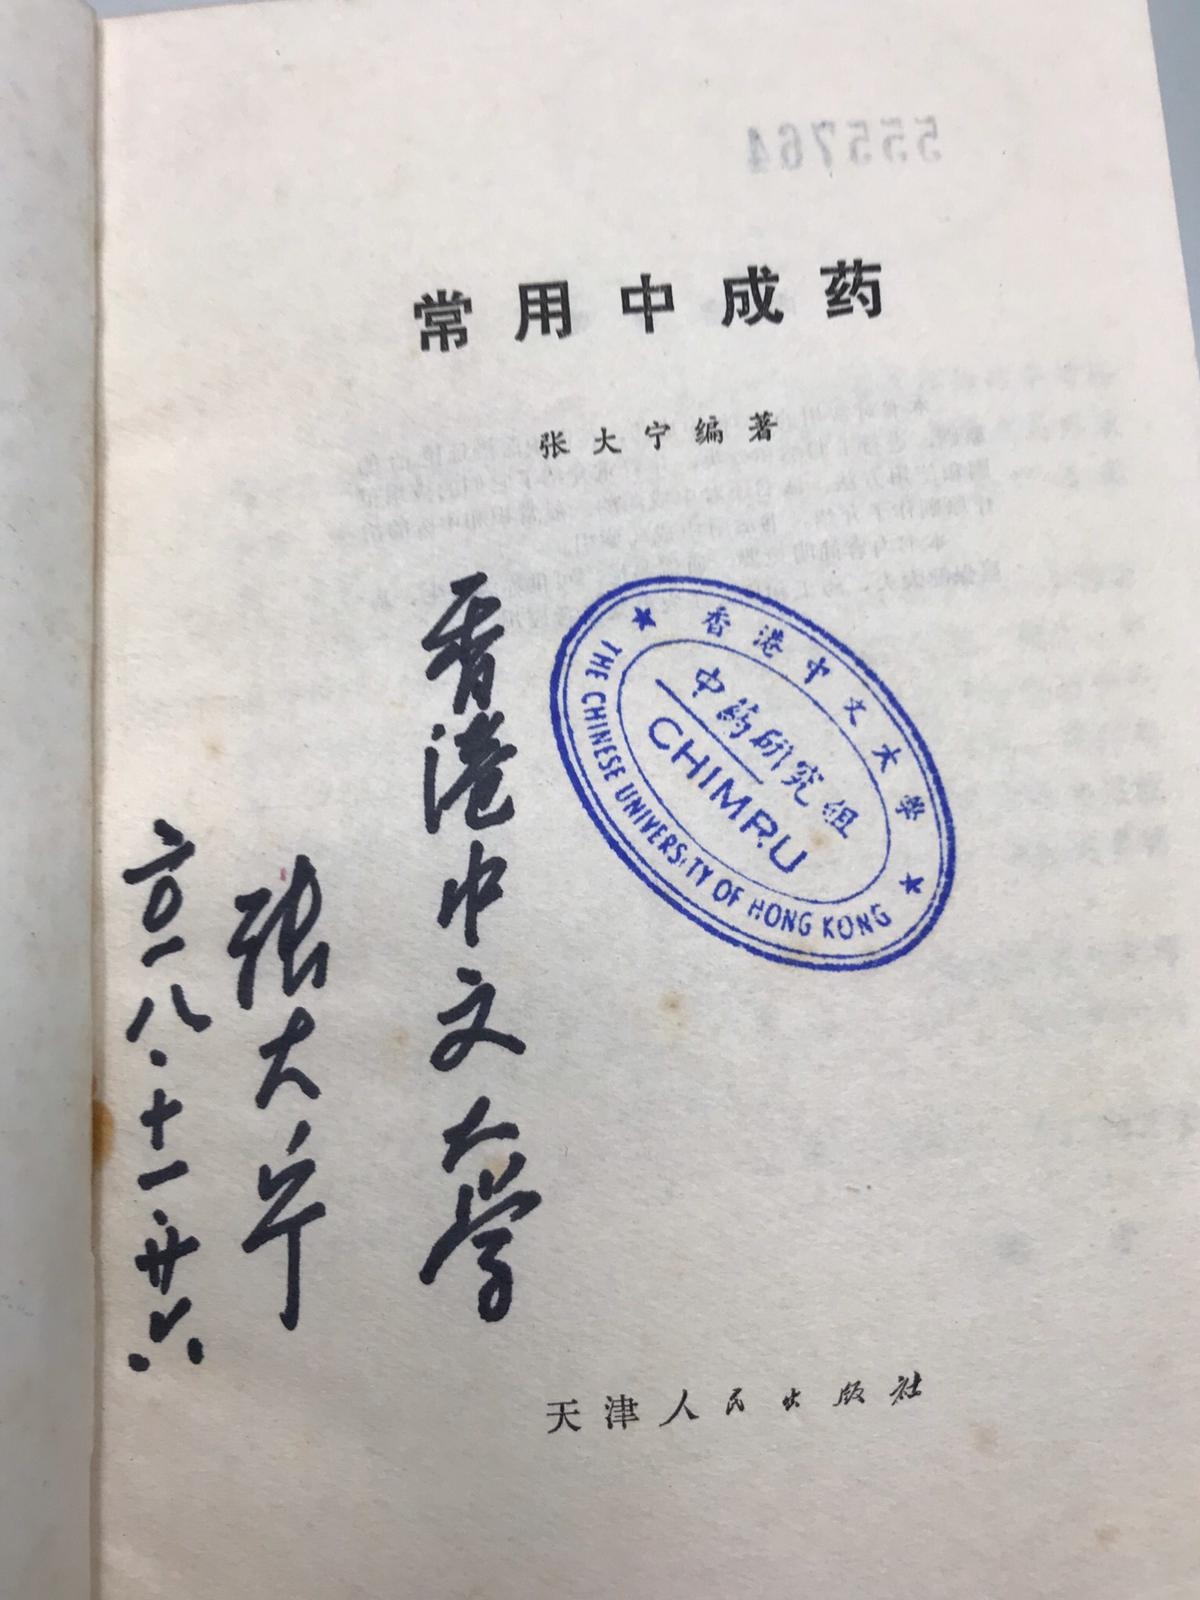 555764
常用中成药
张大宁编著
香港中文大学
中药研究组
CHIMRU
THE CHINESE UNIVERSITY OF HONG KONG
香港中文大学
张大宁
二〇一八.十一.廿六
天津人民出版社